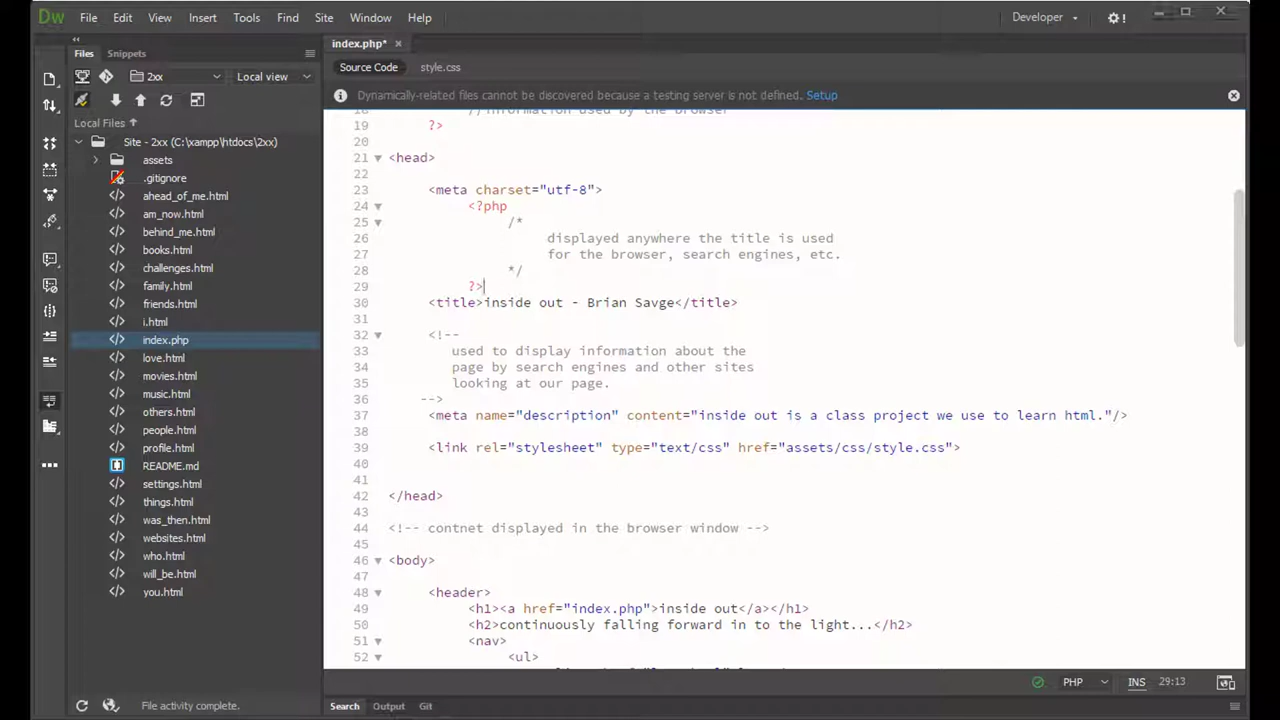 Dw File Edit View Insert Tools Find Site Window Help Developer
Files Snippets
index.php*
2xx Local view
Source Code style.css
Dynamically-related files cannot be discovered because a testing server is not defined. Setup
Local Files
Site - 2xx (C:\xampp\htdocs\2xx)
assets
.gitignore
ahead_of_me.html
am_now.html
behind_me.html
books.html
challenges.html
family.html
friends.html
i.html
index.php
love.html
movies.html
music.html
others.html
people.html
profile.html
README.md
settings.html
things.html
was_then.html
websites.html
who.html
will_be.html
you.html
18 //information used by the browser
19 ?>
20
21 <head>
22
23 <meta charset="utf-8">
24 <?php
25 /*
26 displayed anywhere the title is used
27 for the browser, search engines, etc.
28 */
29 ?>
30 <title>inside out - Brian Savge</title>
31
32 <!--
33 used to display information about the
34 page by search engines and other sites
35 looking at our page.
36 -->
37 <meta name="description" content="inside out is a class project we use to learn html."/>
38
39 <link rel="stylesheet" type="text/css" href="assets/css/style.css">
40
41
42 </head>
43
44 <!-- contnet displayed in the browser window -->
45
46 <body>
47
48 <header>
49 <h1><a href="index.php">inside out</a></h1>
50 <h2>continuously falling forward in to the light...</h2>
51 <nav>
52 <ul>
PHP INS 29:13
File activity complete.
Search Output Git